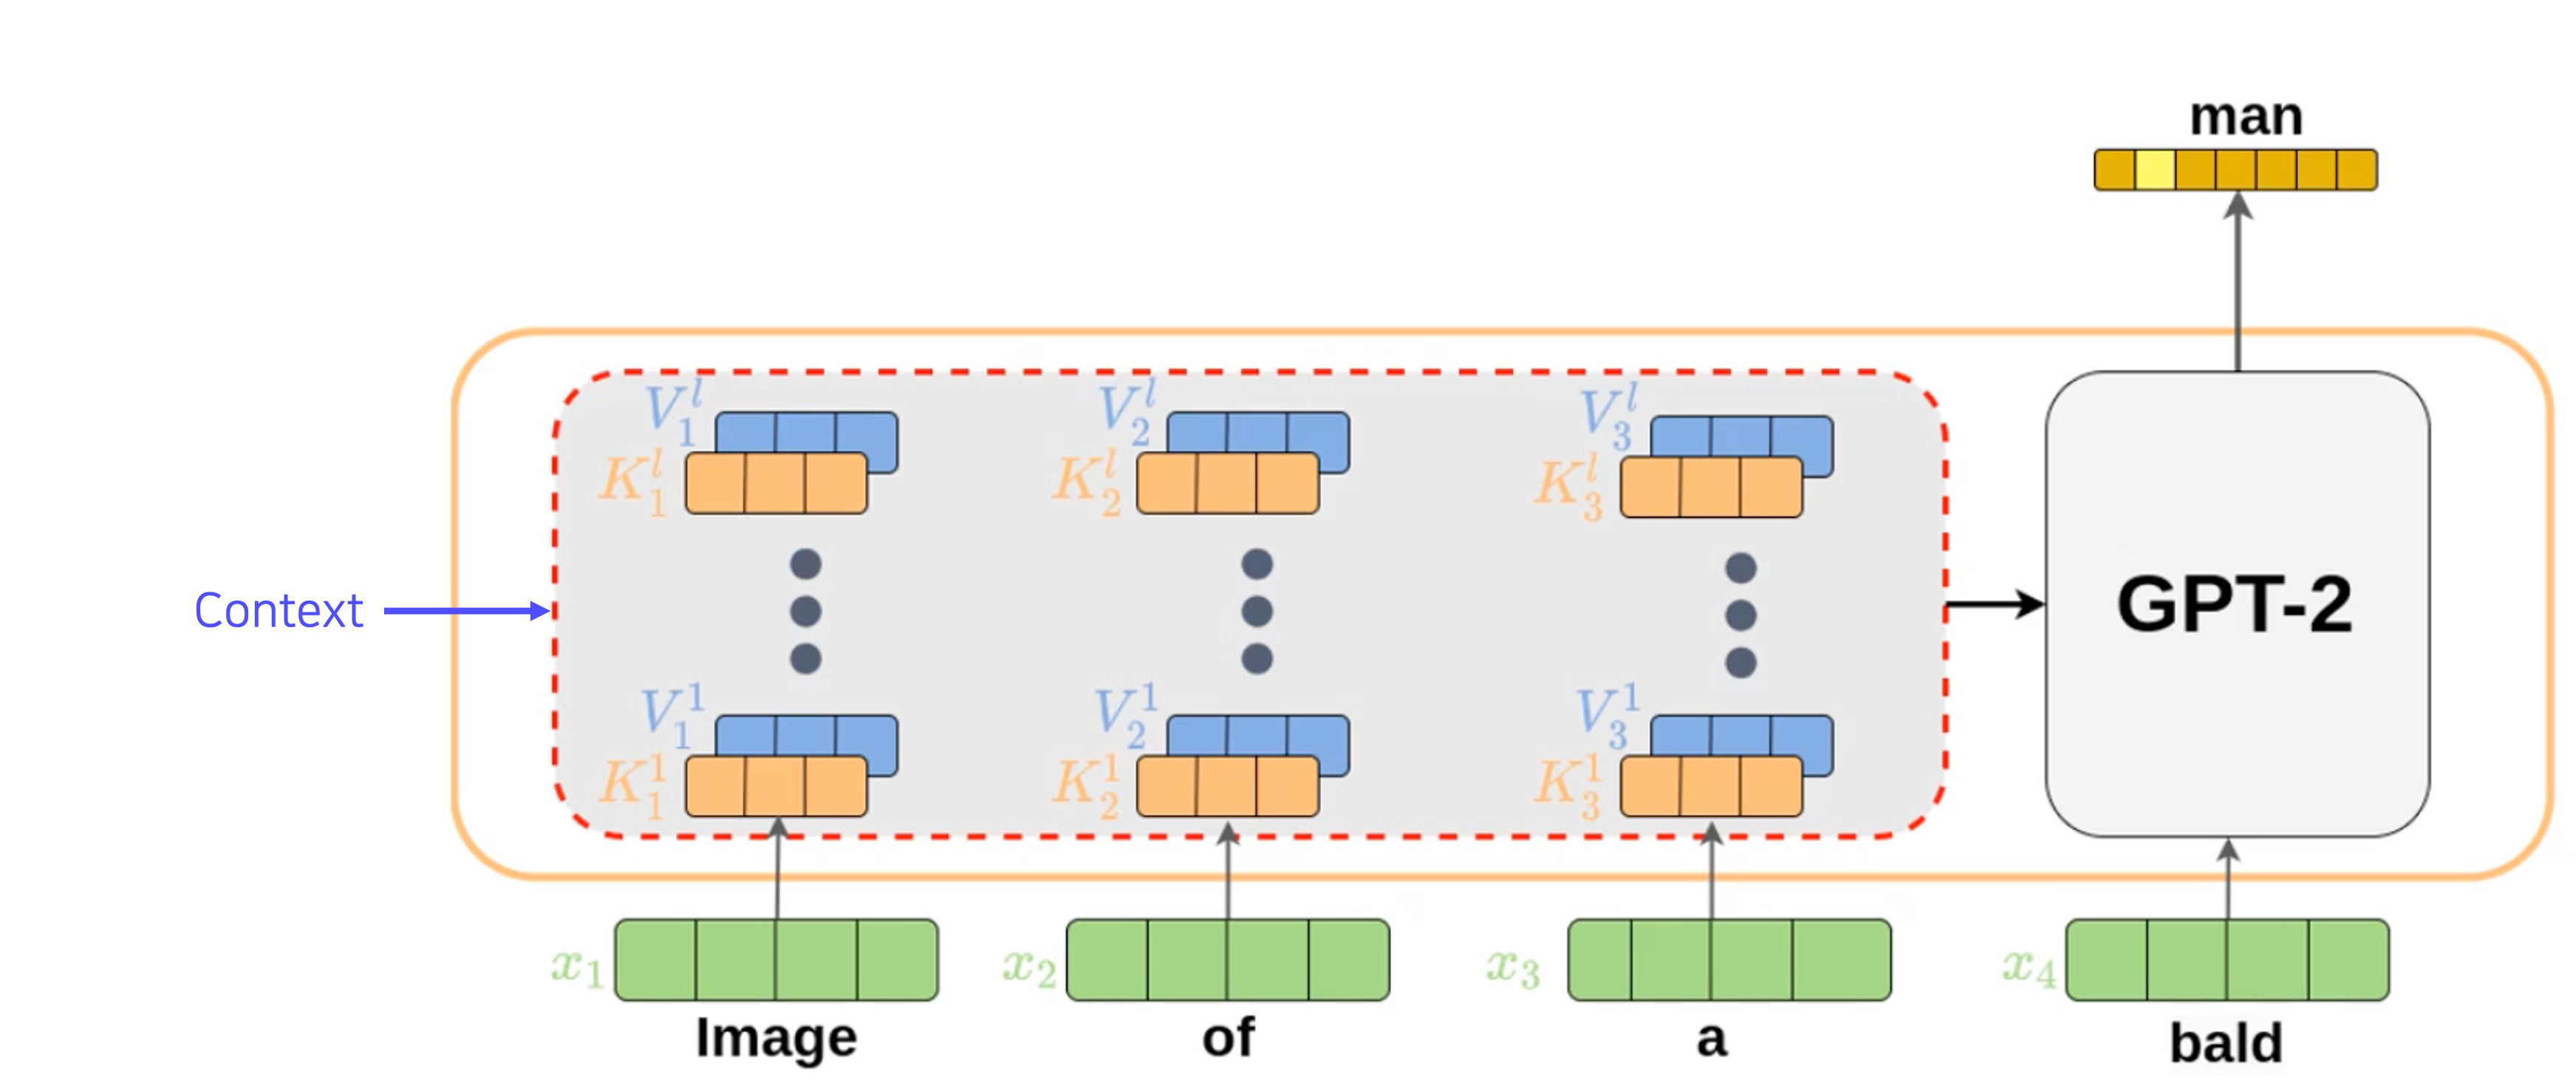 man
V_1^l
K_1^l
V_2^l
K_2^l
V_3^l
K_3^l
Context
GPT-2
V_1^1
K_1^1
V_2^1
K_2^1
V_3^1
K_3^1
x_1
x_2
x_3
x_4
Image
of
a
bald